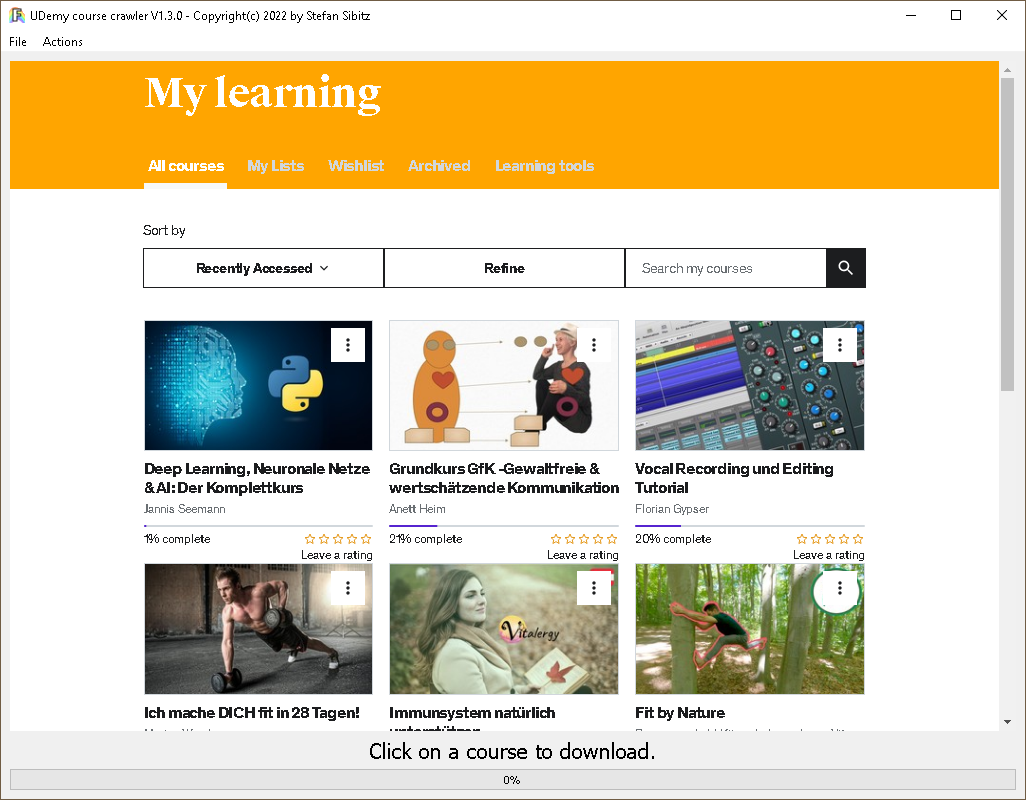 UDemy course crawler V1.3.0 - Copyright(c) 2022 by Stefan Sibitz
File Actions
My learning
All courses My Lists Wishlist Archived Learning tools
Sort by
Recently Accessed Refine Search my courses
Deep Learning, Neuronale Netze
& AI: Der Komplettkurs
Jannis Seemann
1% complete
Leave a rating
Grundkurs GfK -Gewaltfreie &
wertschätzende Kommunikation
Anett Heim
21% complete
Leave a rating
Vocal Recording und Editing
Tutorial
Florian Gypser
20% complete
Leave a rating
Ich mache DICH fit in 28 Tagen!
Vitalergy
Immunsystem natürlich
unterstützen
Fit by Nature
Click on a course to download.
0%